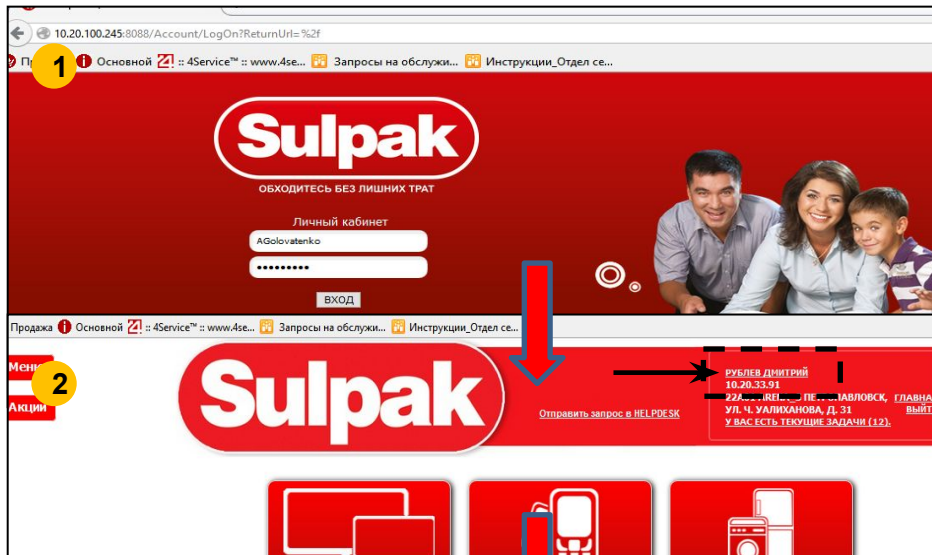 10.20.100.245:8088/Account/LogOn?ReturnUrl=%2f
1
Основной :: 4Service™ :: www.4se... Запросы на обслужи... Инструкции_Отдел се...
Sulpak
ОБХОДИТЕСЬ БЕЗ ЛИШНИХ ТРАТ
Личный кабинет
AGolovatenko
•••••••••
ВХОД
Продажа Основной :: 4Service™ :: www.4se... Запросы на обслужи... Инструкции_Отдел се...
2
Акции
Sulpak
Отправить запрос в HELPDESK
РУБЛЕВ ДМИТРИЙ
10.20.33.91
УЛ. Ч. УАЛИХАНОВА, Д. 31
У ВАС ЕСТЬ ТЕКУЩИЕ ЗАДАЧИ (12).